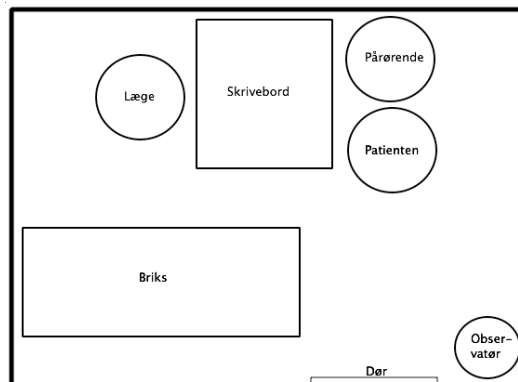 Pårørende
Læge
Skrivebord
Patienten
Briks
Obser-
vatør
Dør